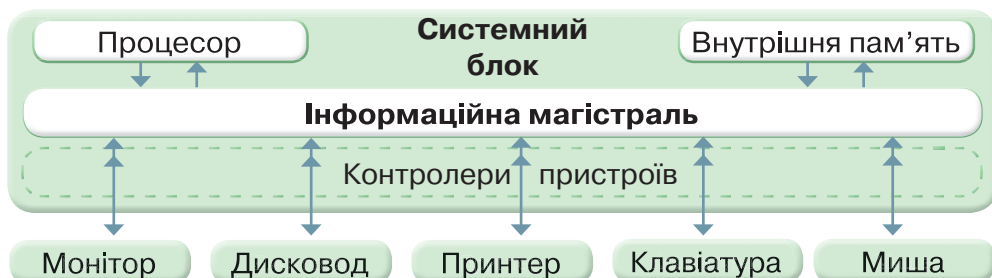 Процесор
Системний
блок
Внутрішня пам’ять
Інформаційна магістраль
Контролери пристроїв
Монітор
Дисковод
Принтер
Клавіатура
Миша